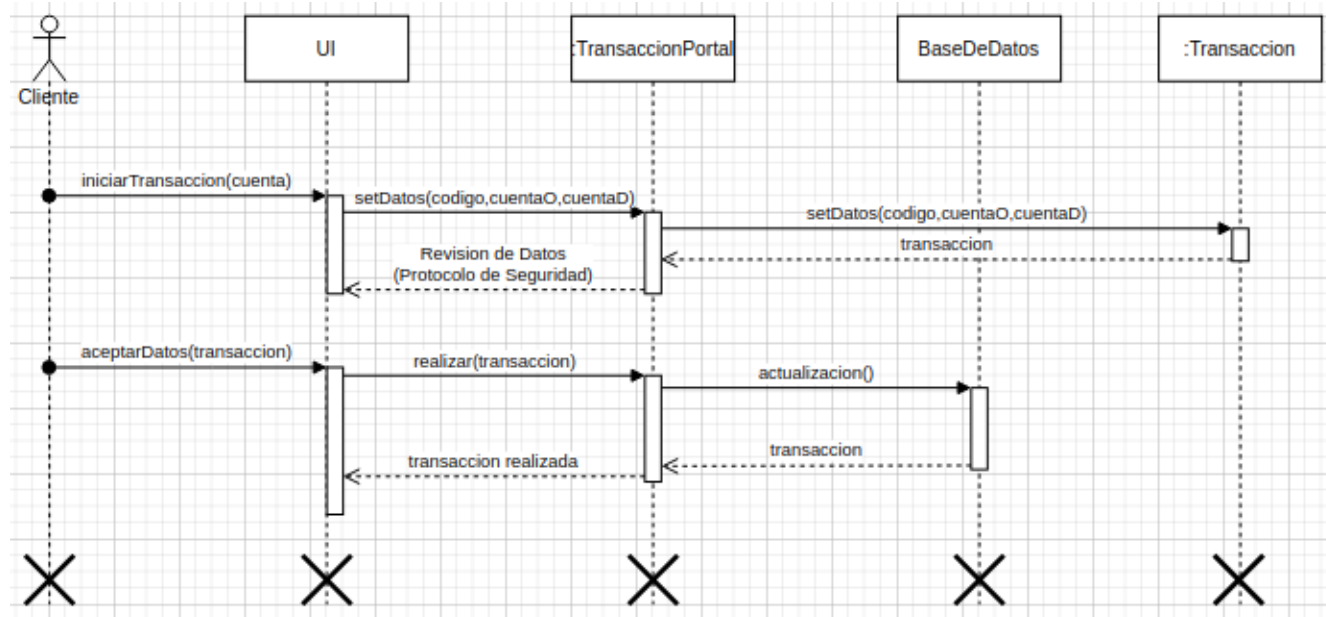 UI
:TransaccionPortal
BaseDeDatos
:Transaccion
Cliente
iniciarTransaccion(cuenta)
setDatos(codigo,cuentaO,cuentaD)
setDatos(codigo,cuentaO,cuentaD)
transaccion
Revision de Datos
(Protocolo de Seguridad)
aceptarDatos(transaccion)
realizar(transaccion)
actualizacion()
transaccion
transaccion realizada